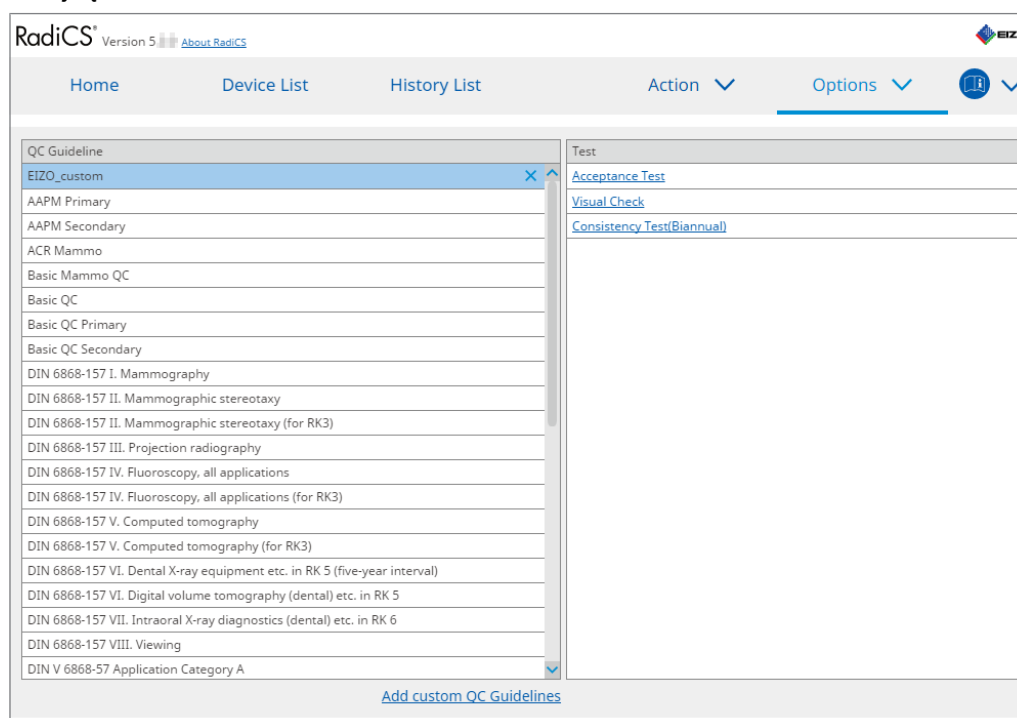 RadiCS® Version 5. About RadiCS
EIZ
Home Device List History List Action Options
QC Guideline
EIZO_custom
AAPM Primary
AAPM Secondary
ACR Mammo
Basic Mammo QC
Basic QC
Basic QC Primary
Basic QC Secondary
DIN 6868-157 I. Mammography
DIN 6868-157 II. Mammographic stereotaxy
DIN 6868-157 II. Mammographic stereotaxy (for RK3)
DIN 6868-157 III. Projection radiography
DIN 6868-157 IV. Fluoroscopy, all applications
DIN 6868-157 IV. Fluoroscopy, all applications (for RK3)
DIN 6868-157 V. Computed tomography
DIN 6868-157 V. Computed tomography (for RK3)
DIN 6868-157 VI. Dental X-ray equipment etc. in RK 5 (five-year interval)
DIN 6868-157 VI. Digital volume tomography (dental) etc. in RK 5
DIN 6868-157 VII. Intraoral X-ray diagnostics (dental) etc. in RK 6
DIN 6868-157 VIII. Viewing
DIN V 6868-57 Application Category A
Add custom QC Guidelines
Test
Acceptance Test
Visual Check
Consistency Test(Biannual)